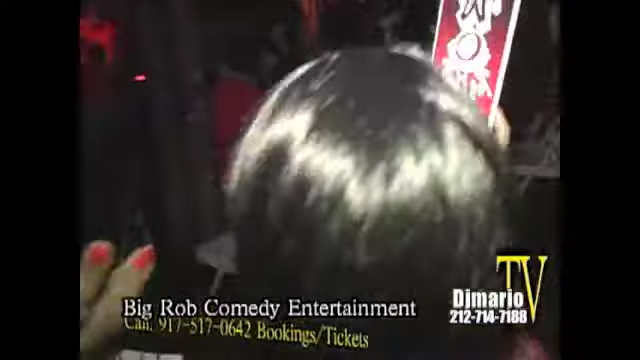 TV
Djmario
212-714-7188
Big Rob Comedy Entertainment
Call: 917-517-0642 Bookings/Tickets